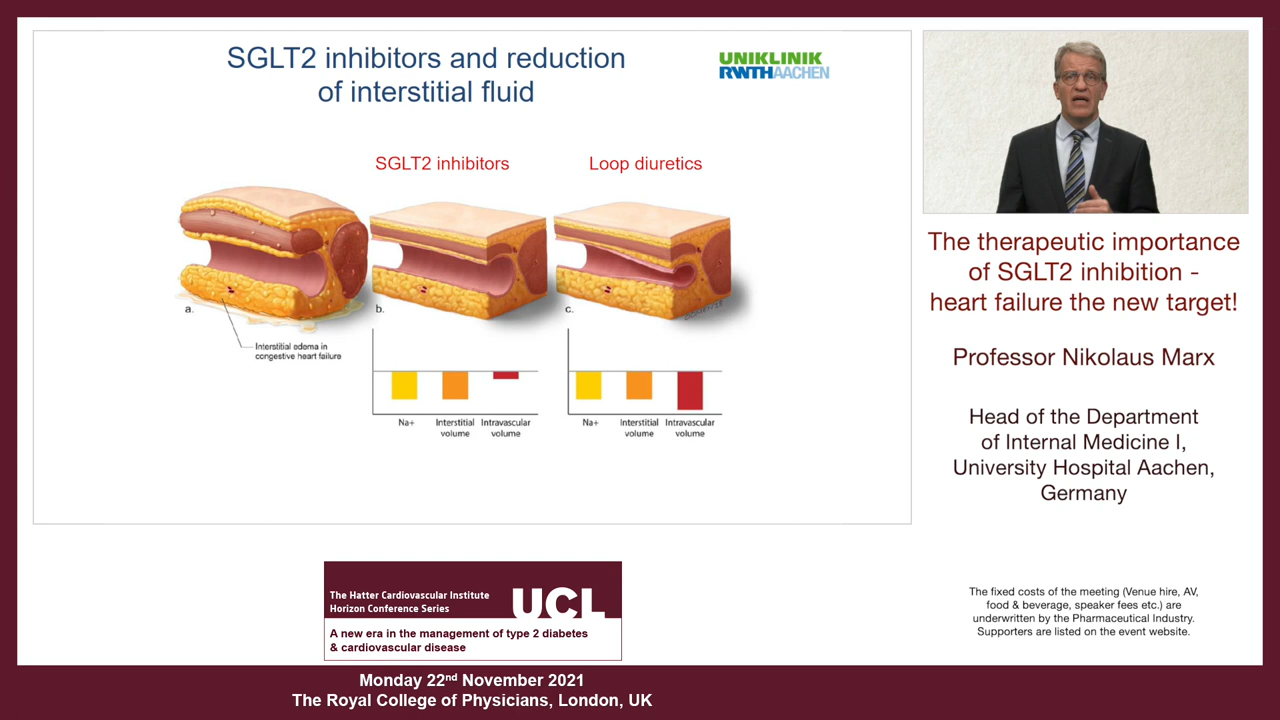 SGLT2 inhibitors and reduction
of interstitial fluid
UNIKLINIK
RWTHAACHEN
SGLT2 inhibitors
Loop diuretics
a.
b.
c.
Interstitial edema in
congestive heart failure
Na+
Interstitial
volume
Intravascular
volume
Na+
Interstitial
volume
Intravascular
volume
The therapeutic importance
of SGLT2 inhibition -
heart failure the new target!
Professor Nikolaus Marx
Head of the Department
of Internal Medicine I,
University Hospital Aachen,
Germany
The fixed costs of the meeting (Venue hire, AV,
food & beverage, speaker fees etc.) are
underwritten by the Pharmaceutical Industry.
Supporters are listed on the event website.
The Hatter Cardiovascular Institute
Horizon Conference Series
UCL
A new era in the management of type 2 diabetes
& cardiovascular disease
Monday 22nd November 2021
The Royal College of Physicians, London, UK